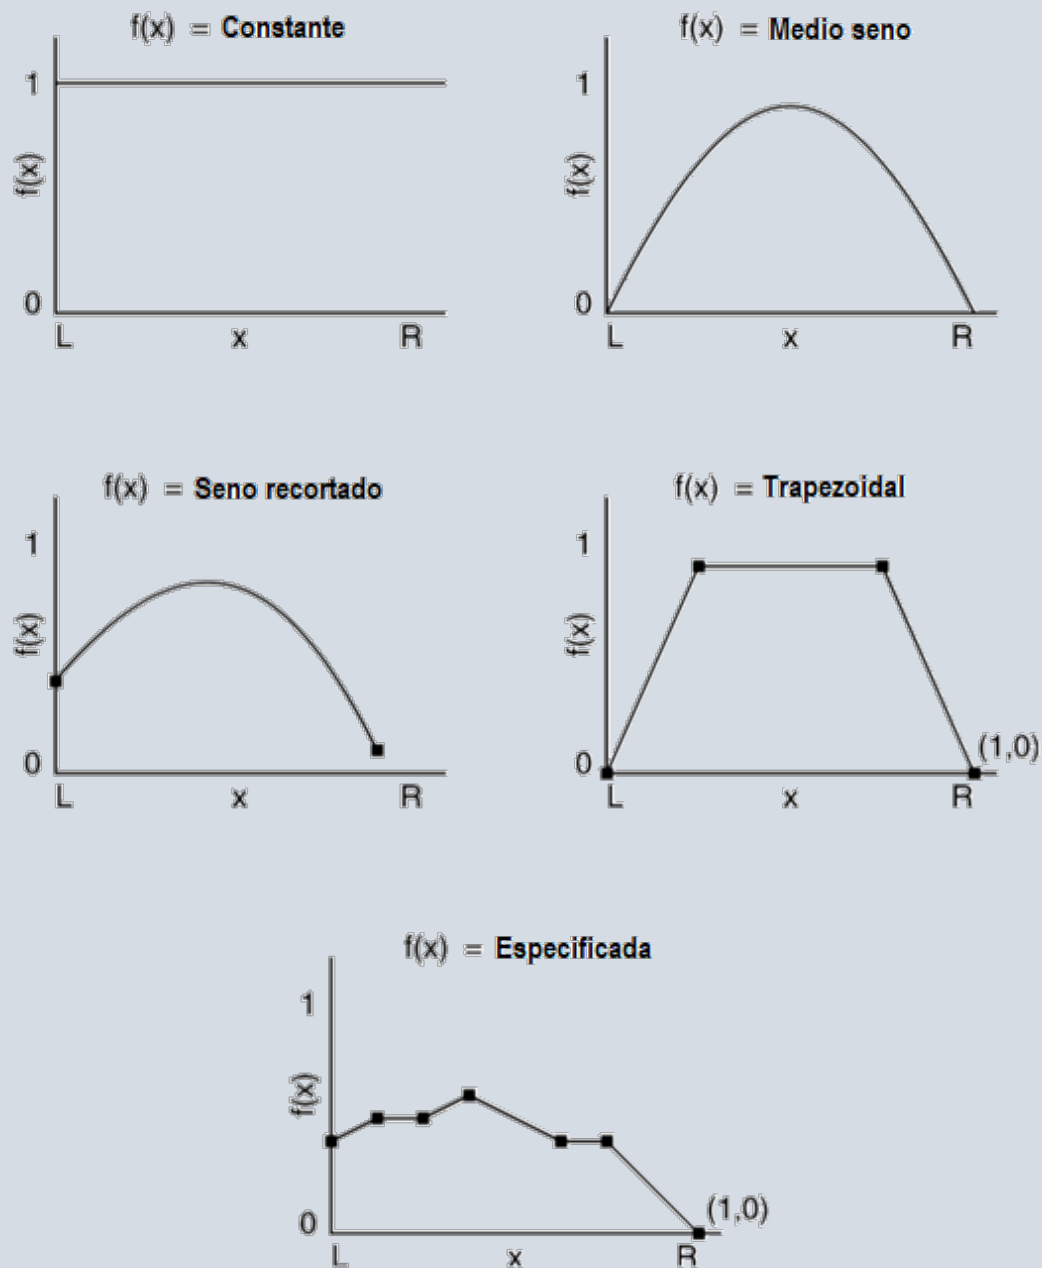 f(x) = Constante
1
f(x)
0
L x R
f(x) = Medio seno
1
f(x)
0
L x R
f(x) = Seno recortado
1
f(x)
0
L x R
f(x) = Trapezoidal
1
f(x)
0
(1,0)
L x R
f(x) = Especificada
1
f(x)
0
(1,0)
L x R